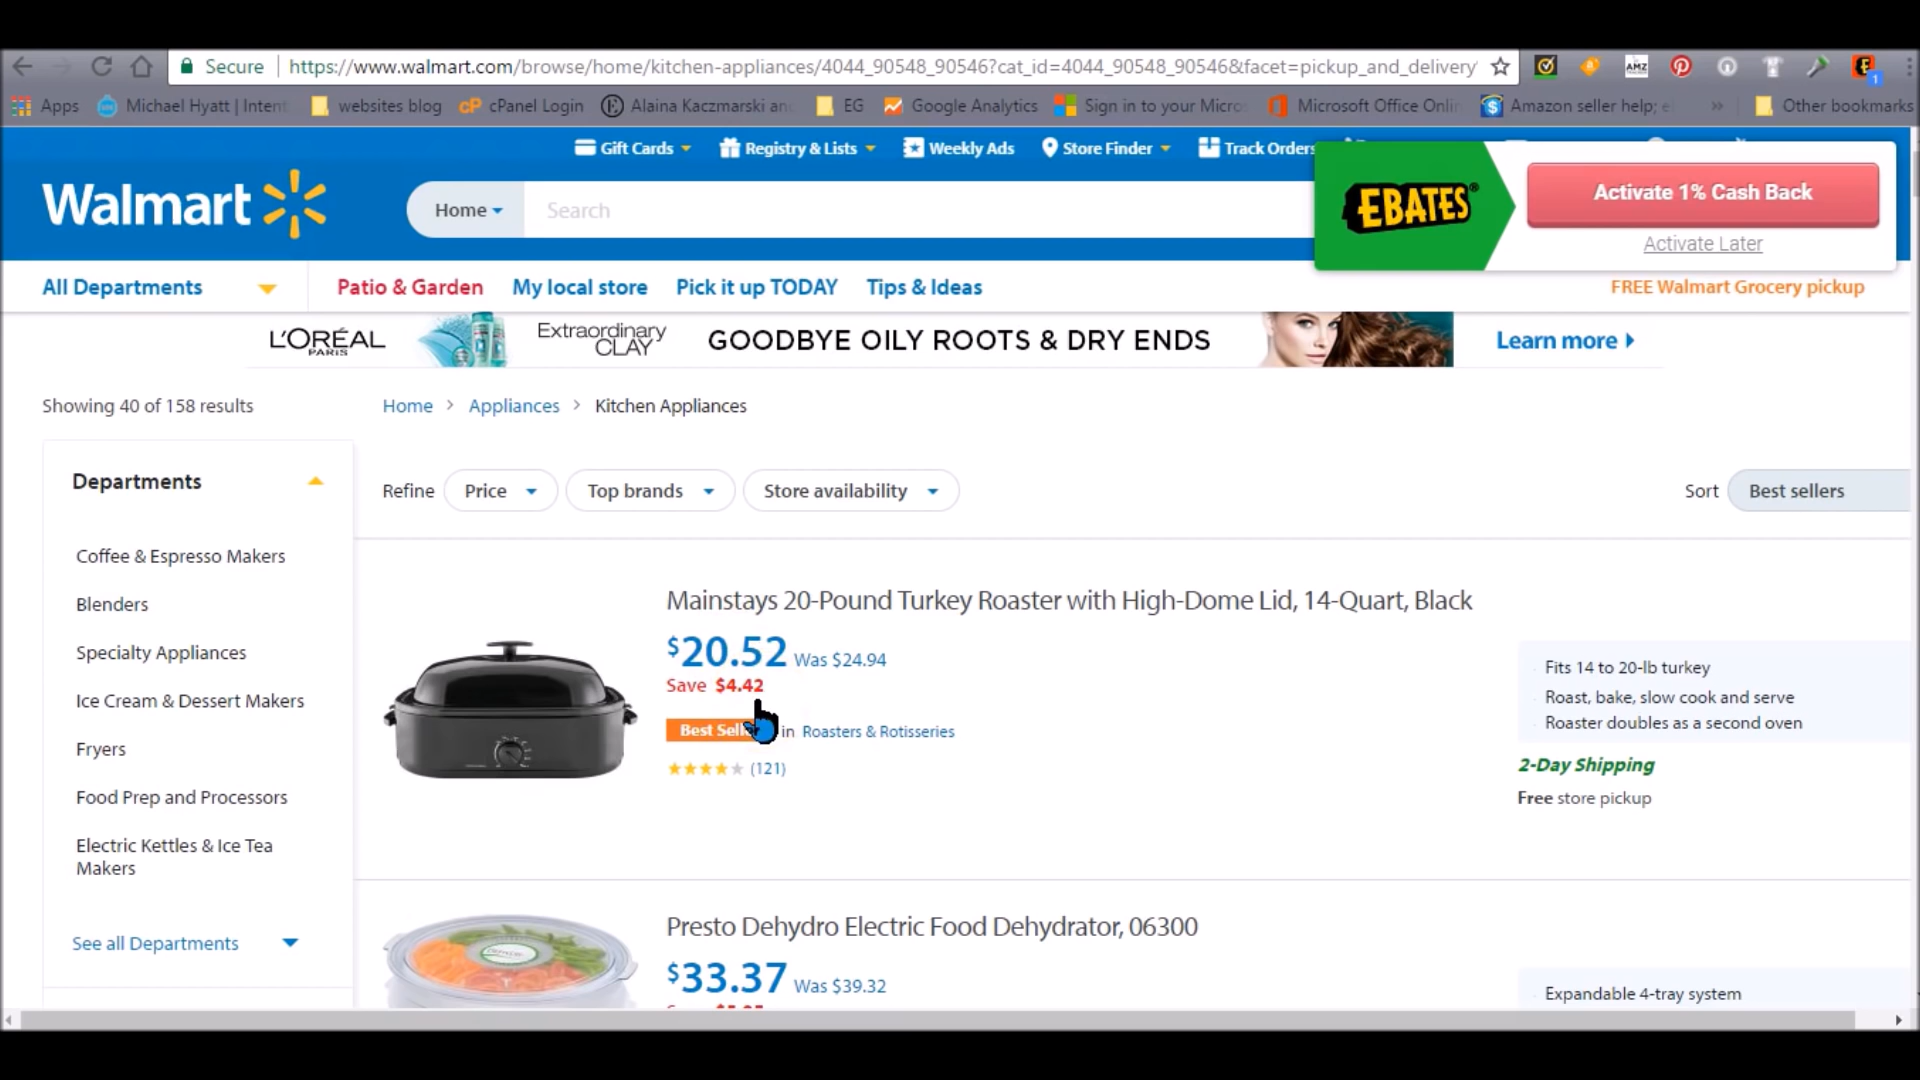 Secure https://www.walmart.com/browse/home/kitchen-appliances/4044_90548_90546?cat_id=4044_90548_90546&facet=pickup_and_delivery
AMZ
1
Apps Michael Hyatt | Intent websites blog cPanel Login Alaina Kaczmarski an EG Google Analytics Sign in to your Micro Microsoft Office Onlin Amazon seller help; e » Other bookmarks
Gift Cards Registry & Lists Weekly Ads Store Finder Track Orders
Walmart Home Search
EBATES® Activate 1% Cash Back
Activate Later
All Departments Patio & Garden My local store Pick it up TODAY Tips & Ideas FREE Walmart Grocery pickup
L'ORÉAL PARIS Extraordinary CLAY GOODBYE OILY ROOTS & DRY ENDS Learn more
Showing 40 of 158 results Home > Appliances > Kitchen Appliances
Departments
Refine Price Top brands Store availability Sort Best sellers
Coffee & Espresso Makers
Blenders
Specialty Appliances
Ice Cream & Dessert Makers
Fryers
Food Prep and Processors
Electric Kettles & Ice Tea
Makers
See all Departments
Mainstays 20-Pound Turkey Roaster with High-Dome Lid, 14-Quart, Black
$20.52 Was $24.94
Save $4.42
Best Seller in Roasters & Rotisseries
(121)
Fits 14 to 20-lb turkey
Roast, bake, slow cook and serve
Roaster doubles as a second oven
2-Day Shipping
Free store pickup
Presto Dehydro Electric Food Dehydrator, 06300
$33.37 Was $39.32
Expandable 4-tray system